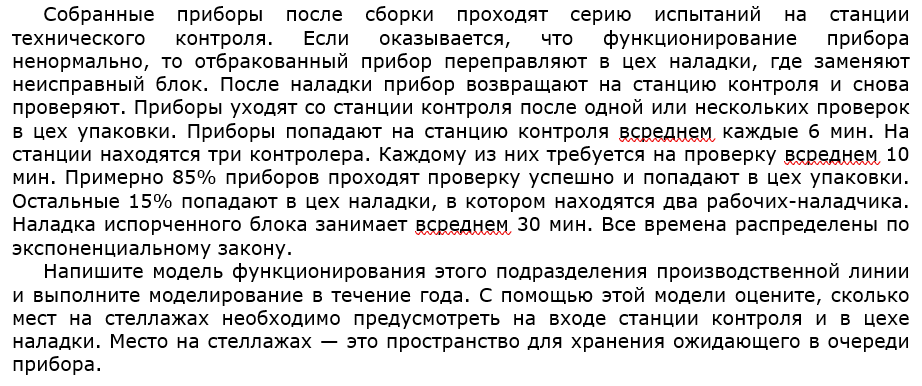 Собранные приборы после сборки проходят серию испытаний на станции
технического контроля. Если оказывается, что функционирование прибора
ненормально, то отбракованный прибор переправляют в цех наладки, где заменяют
неисправный блок. После наладки прибор возвращают на станцию контроля и снова
проверяют. Приборы уходят со станции контроля после одной или нескольких проверок
в цех упаковки. Приборы попадают на станцию контроля всреднем каждые 6 мин. На
станции находятся три контролера. Каждому из них требуется на проверку всреднем 10
мин. Примерно 85% приборов проходят проверку успешно и попадают в цех упаковки.
Остальные 15% попадают в цех наладки, в котором находятся два рабочих-наладчика.
Наладка испорченного блока занимает всреднем 30 мин. Все времена распределены по
экспоненциальному закону.
Напишите модель функционирования этого подразделения производственной линии
и выполните моделирование в течение года. С помощью этой модели оцените, сколько
мест на стеллажах необходимо предусмотреть на входе станции контроля и в цехе
наладки. Место на стеллажах — это пространство для хранения ожидающего в очереди
прибора.